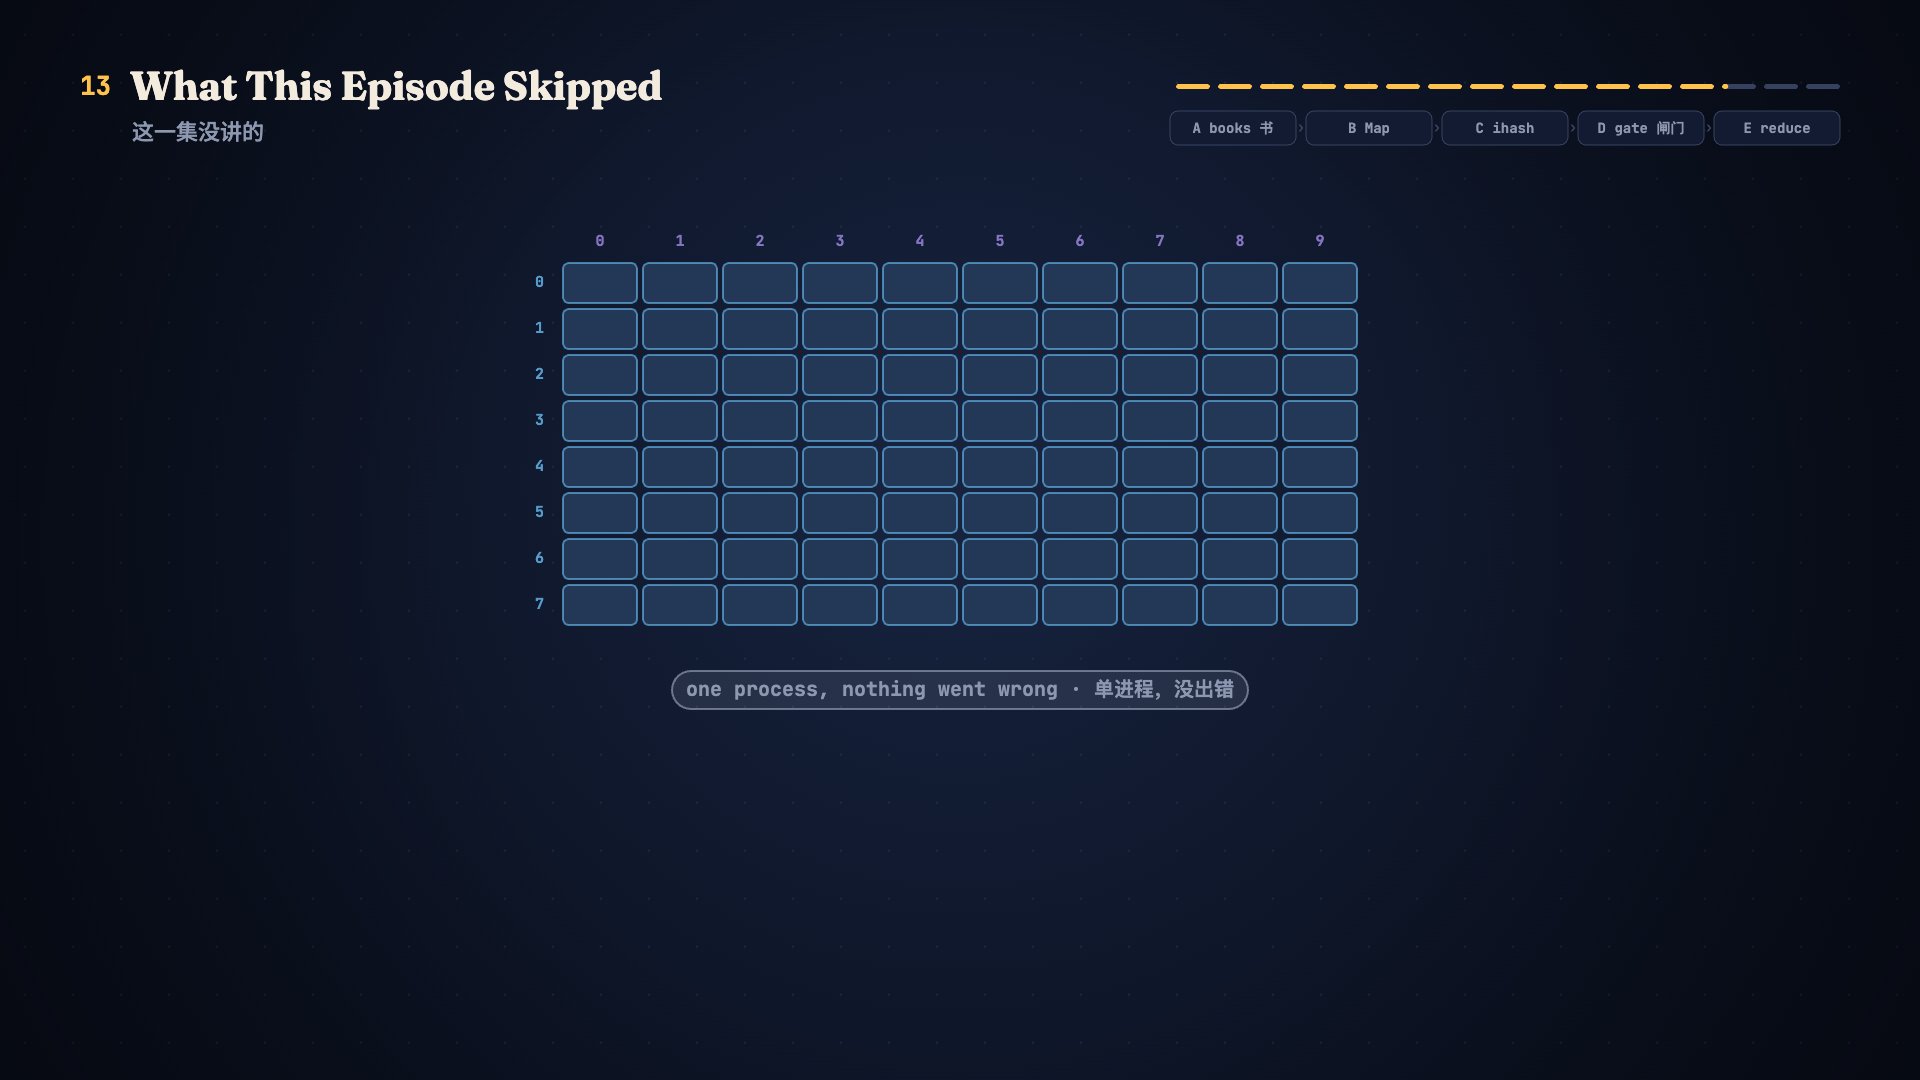 13 What This Episode Skipped
这一集没讲的
A books 书 › B Map › C ihash › D gate 闸门 › E reduce
0 1 2 3 4 5 6 7 8 9
0
1
2
3
4
5
6
7
one process, nothing went wrong · 单进程，没出错